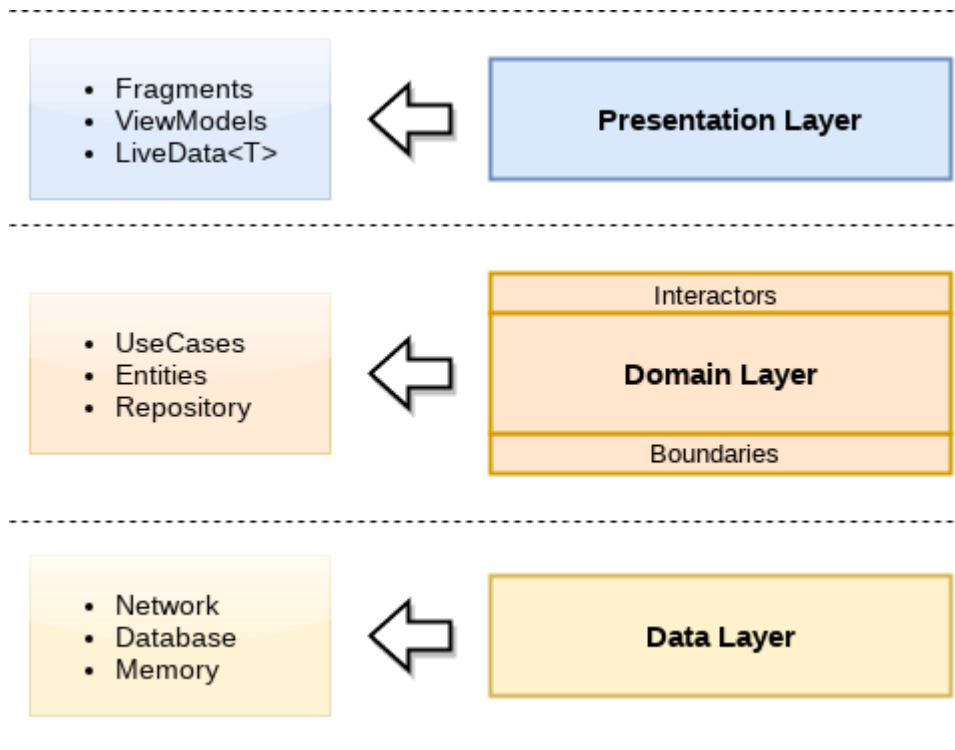 • Fragments
• ViewModels
• LiveData<T>
Presentation Layer
• UseCases
• Entities
• Repository
Interactors
Domain Layer
Boundaries
• Network
• Database
• Memory
Data Layer